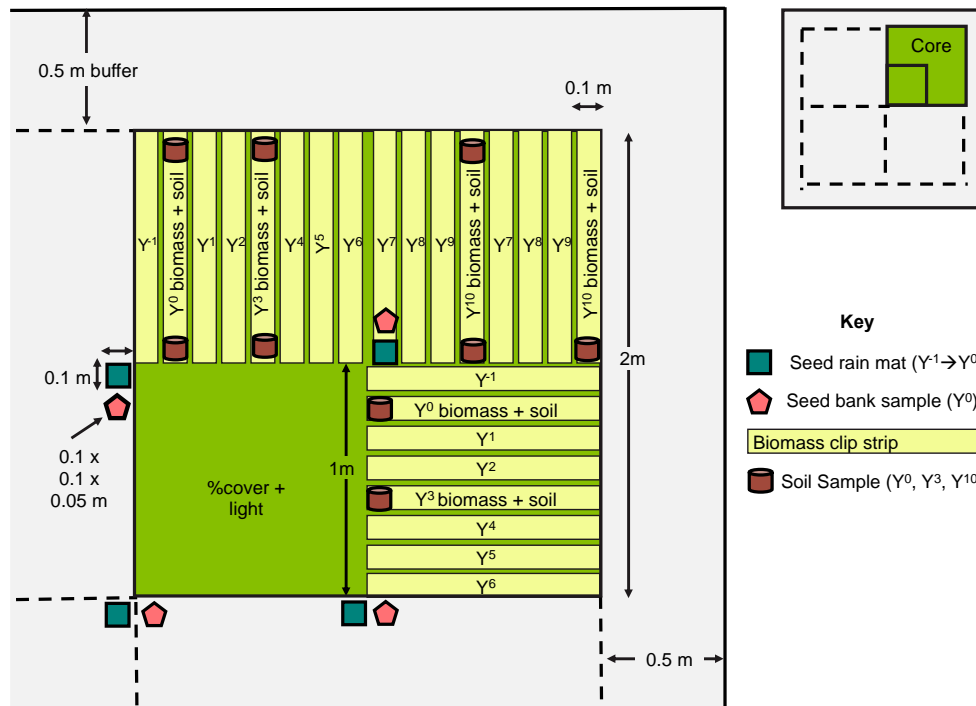 0.5 m buffer
0.1 m
Core
Y⁻¹
Y⁰ biomass + soil
Y¹
Y²
Y³ biomass + soil
Y⁴
Y⁵
Y⁶
Y⁷
Y⁸
Y⁹
Y¹⁰ biomass + soil
Y⁷
Y⁸
Y⁹
Y¹⁰ biomass + soil
2m
0.1 m
0.1 x
0.1 x
0.05 m
%cover +
light
1m
Y⁻¹
Y⁰ biomass + soil
Y¹
Y²
Y³ biomass + soil
Y⁴
Y⁵
Y⁶
0.5 m
Key
Seed rain mat (Y⁻¹→Y⁰
Seed bank sample (Y⁰)
Biomass clip strip
Soil Sample (Y⁰, Y³, Y¹⁰